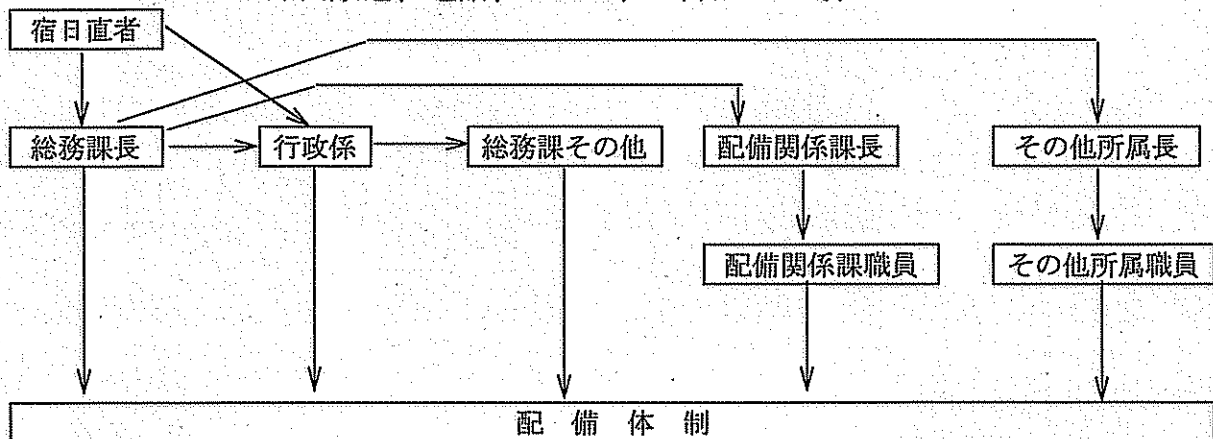 宿日直者
総務課長
行政係
総務課その他
配備関係課長
その他所属長
配備関係課職員
その他所属職員
配備体制